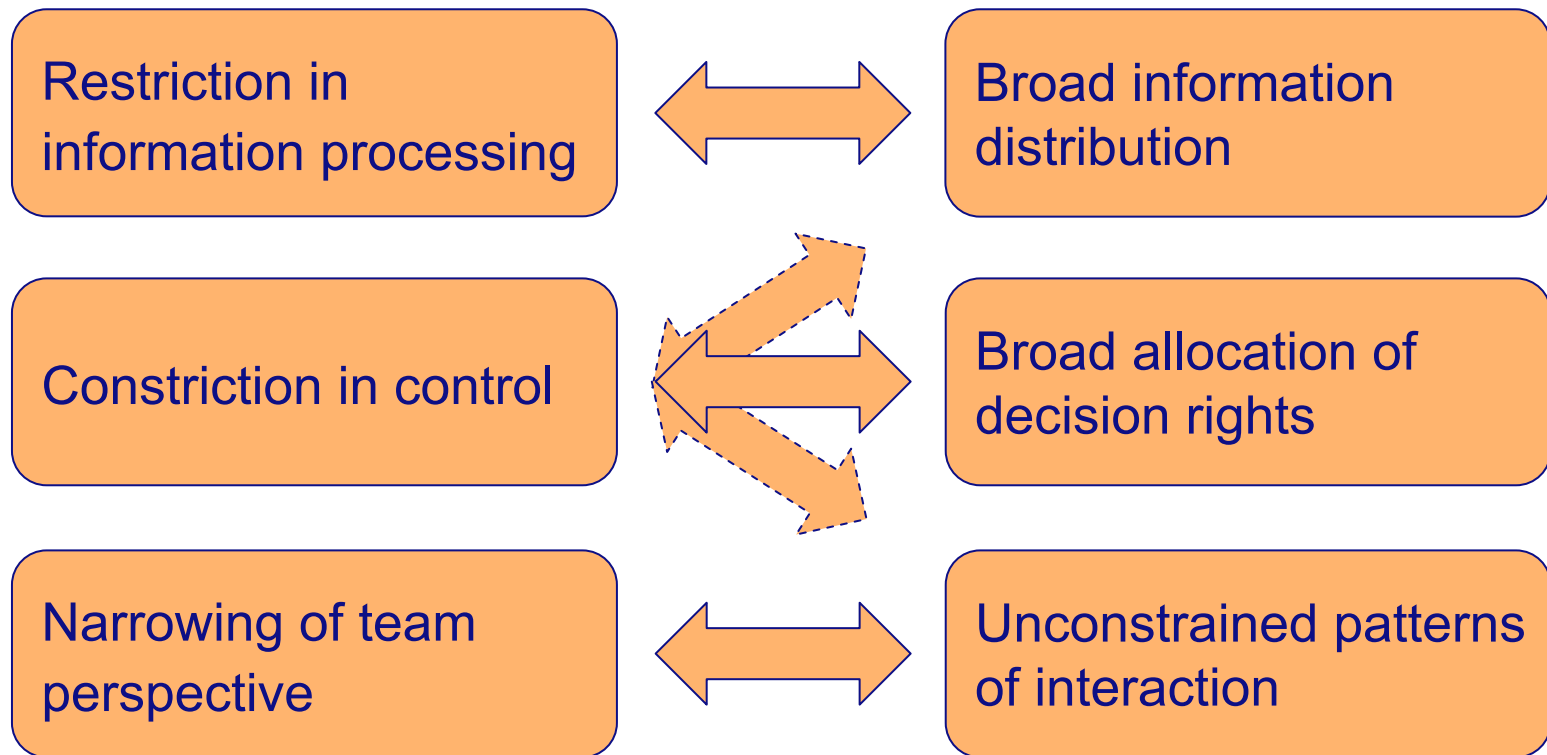 Restriction in
information processing
Broad information
distribution
Constriction in control
Broad allocation of
decision rights
Narrowing of team
perspective
Unconstrained patterns
of interaction